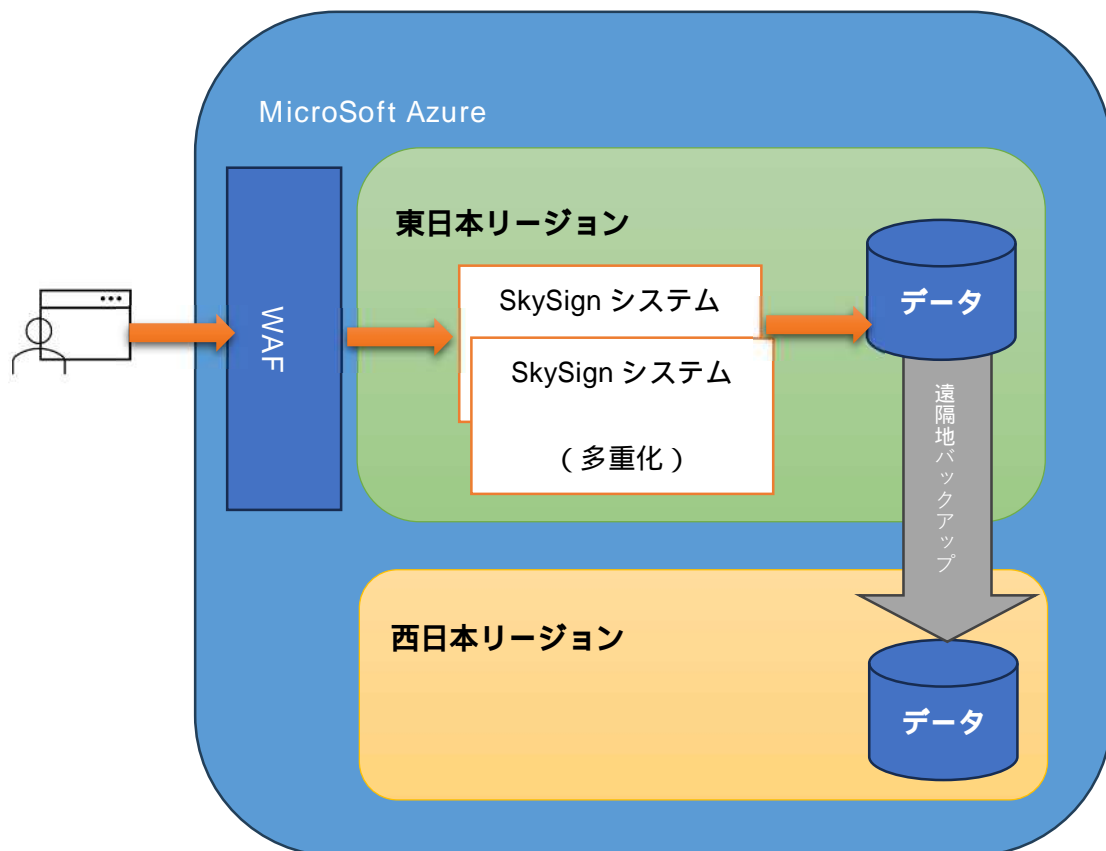 MicroSoft Azure
WAF
東日本リージョン
SkySign システム
SkySign システム
(多重化)
データ
遠隔地バックアップ
西日本リージョン
データ